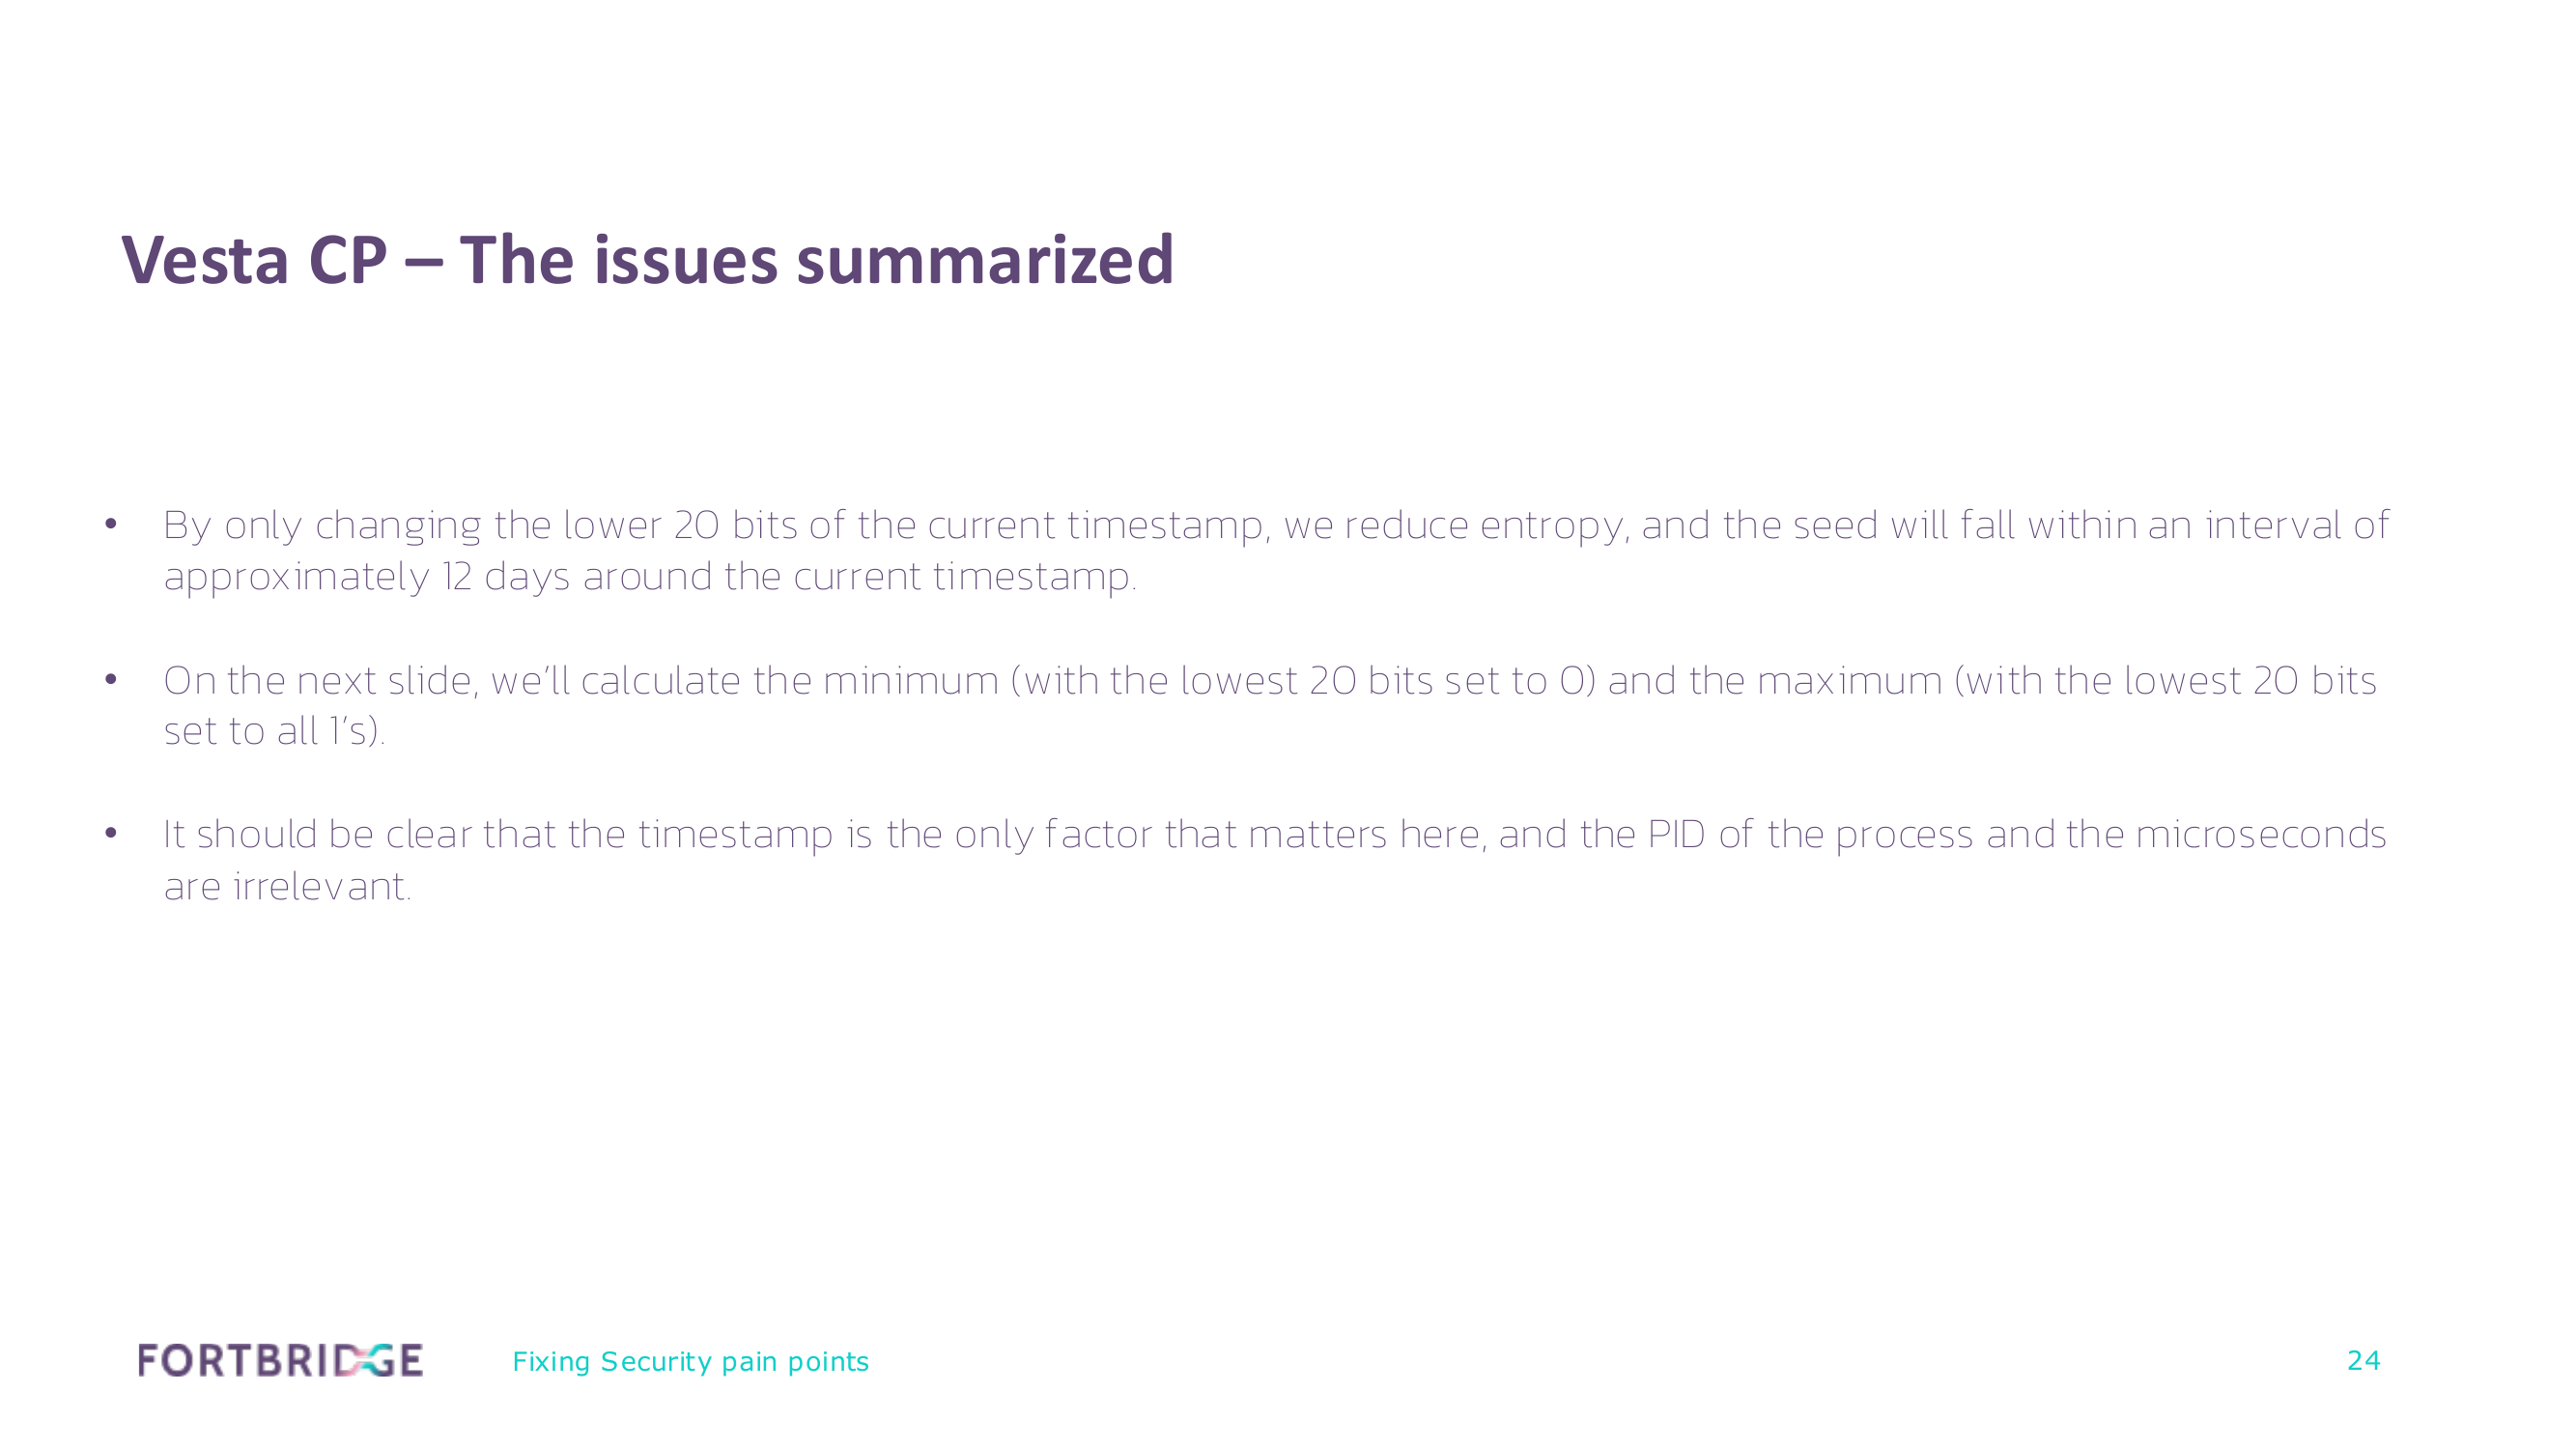 Vesta CP – The issues summarized
• By only changing the lower 20 bits of the current timestamp, we reduce entropy, and the seed will fall within an interval of
approximately 12 days around the current timestamp.
• On the next slide, we’ll calculate the minimum (with the lowest 20 bits set to 0) and the maximum (with the lowest 20 bits
set to all 1’s).
• It should be clear that the timestamp is the only factor that matters here, and the PID of the process and the microseconds
are irrelevant.
FORTBRIDGE
Fixing Security pain points
24